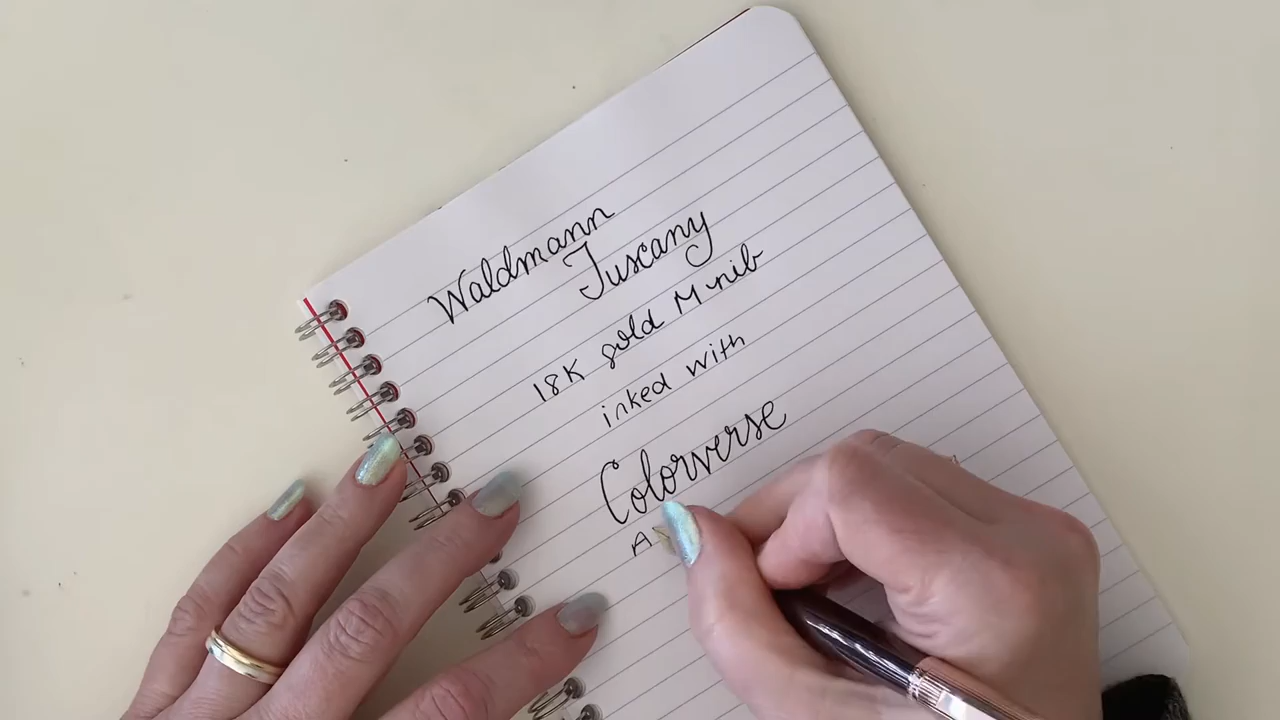 Waldmann
Tuscany
18K gold M nib
inked with
Colorverse
A